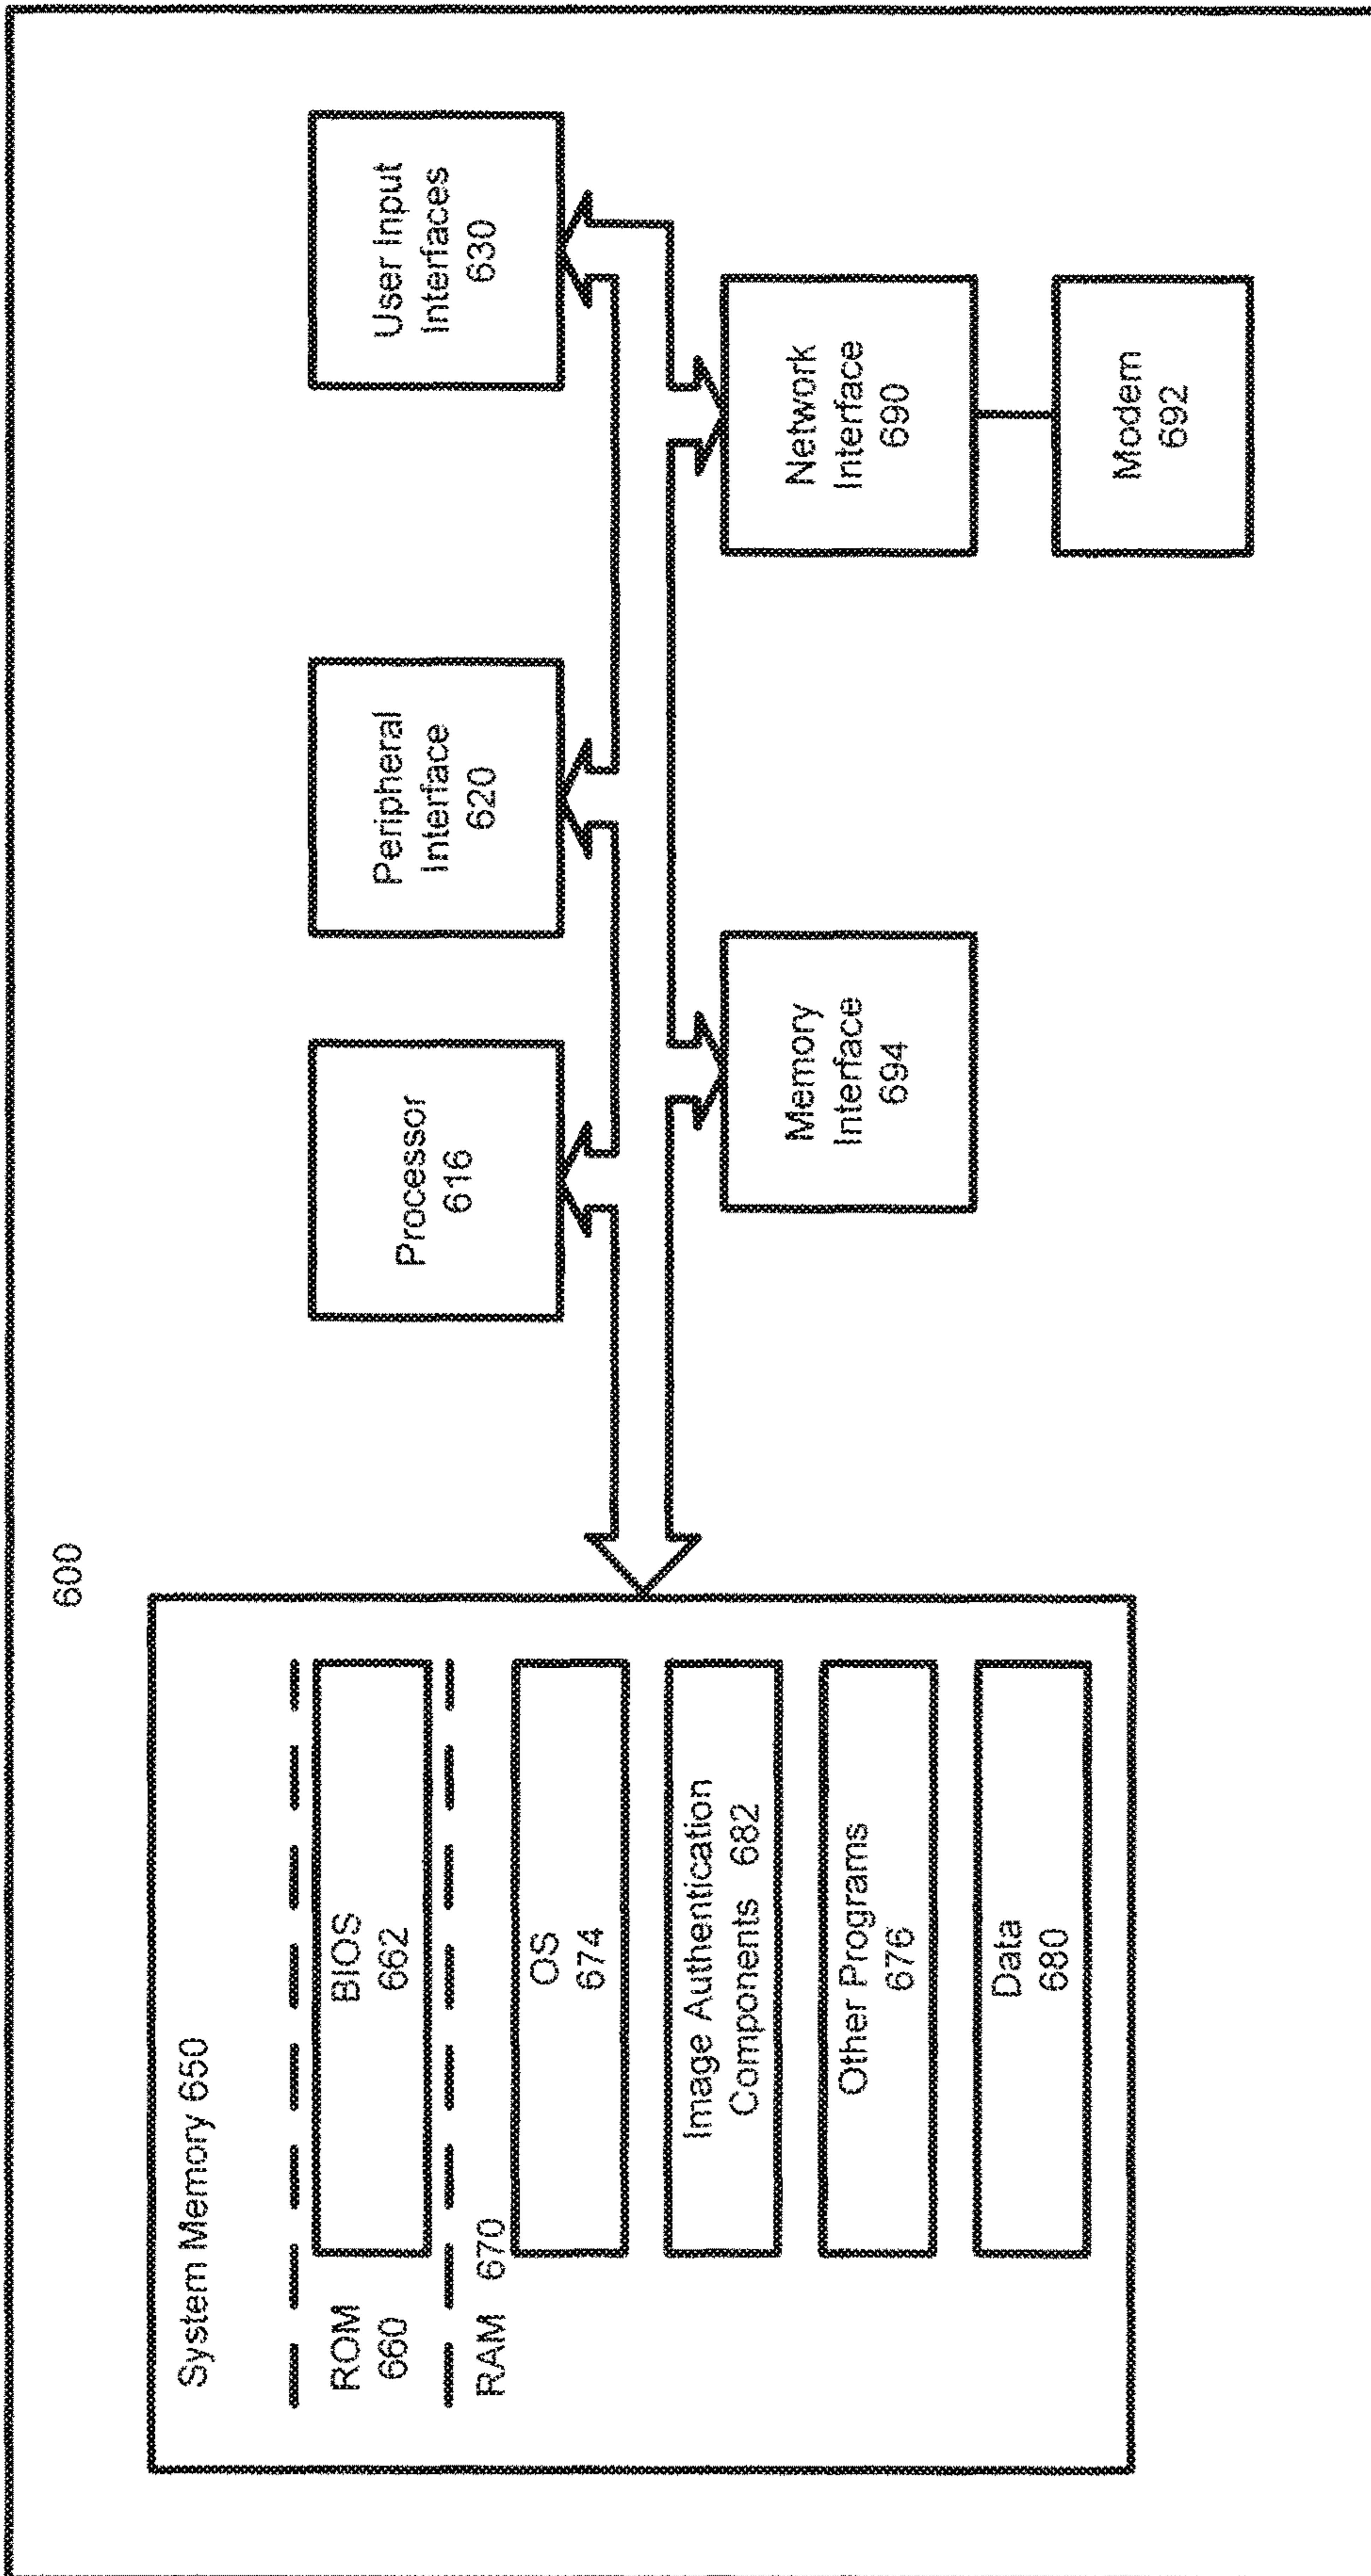 600
System Memory 650
ROM
660
BIOS
662
RAM 670
OS
674
Image Authentication
Components 682
Other Programs
676
Data
680
Processor
616
Peripheral
Interface
620
User Input
Interfaces
630
Memory
Interface
694
Network
Interface
690
Modem
692